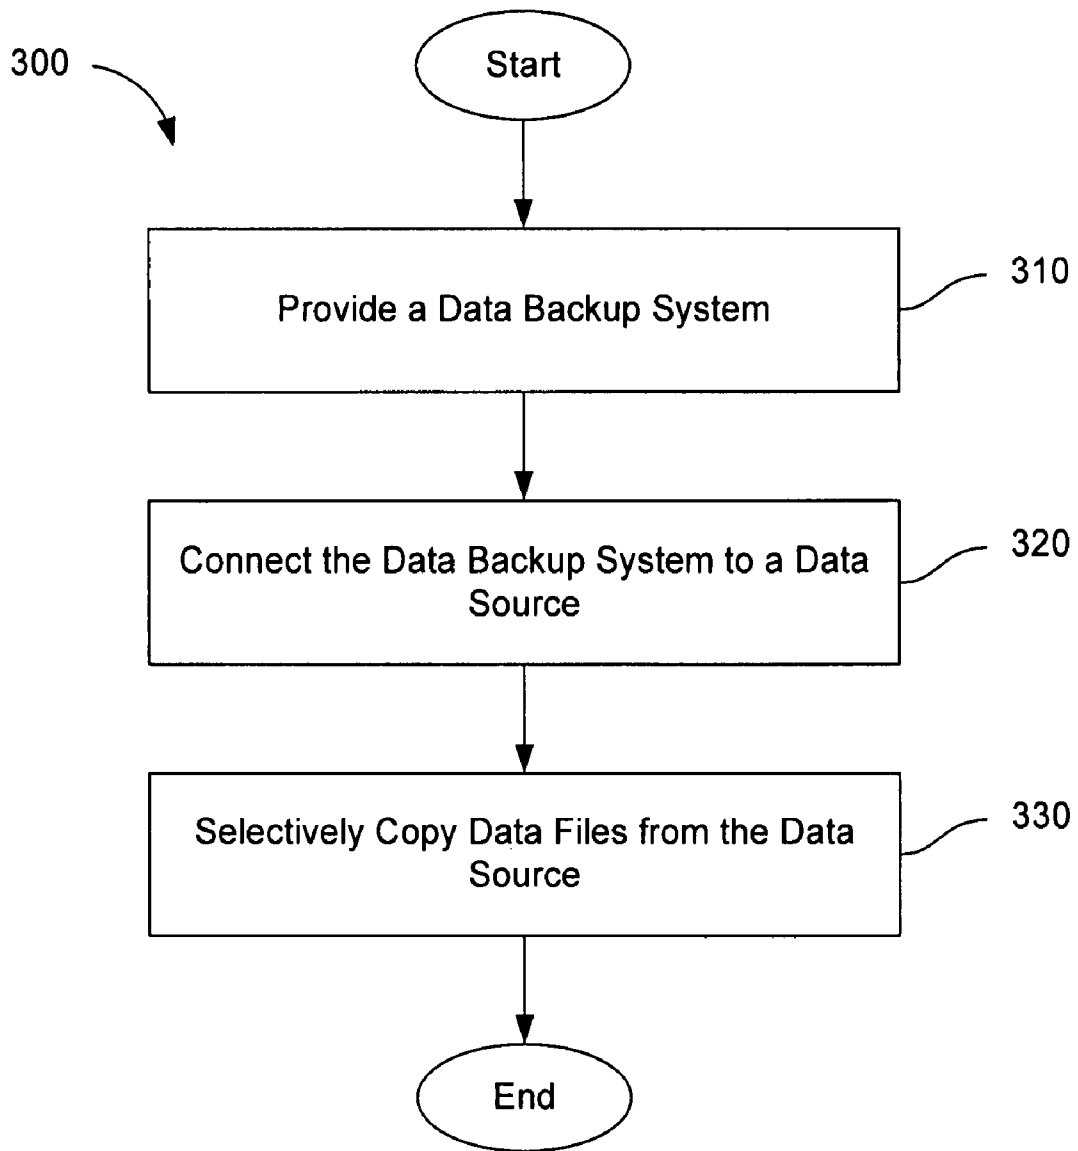 300
Start
310
Provide a Data Backup System
320
Connect the Data Backup System to a Data
Source
330
Selectively Copy Data Files from the Data
Source
End